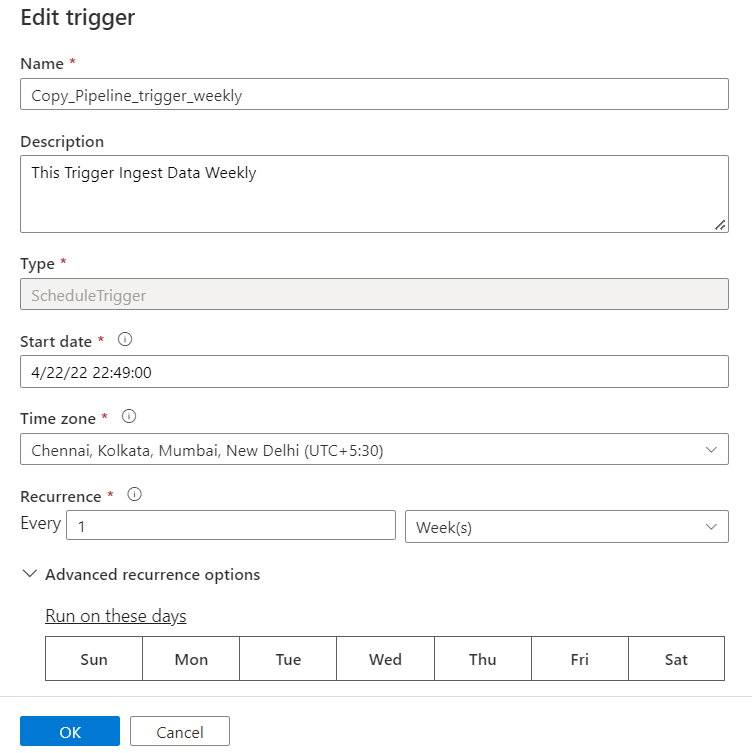 Edit trigger
Name *
Copy_Pipeline_trigger_weekly
Description
This Trigger Ingest Data Weekly
Type *
ScheduleTrigger
Start date *
4/22/22 22:49:00
Time zone *
Chennai, Kolkata, Mumbai, New Delhi (UTC+5:30)
Recurrence *
Every 1 Week(s)
Advanced recurrence options
Run on these days
Sun Mon Tue Wed Thu Fri Sat
OK Cancel